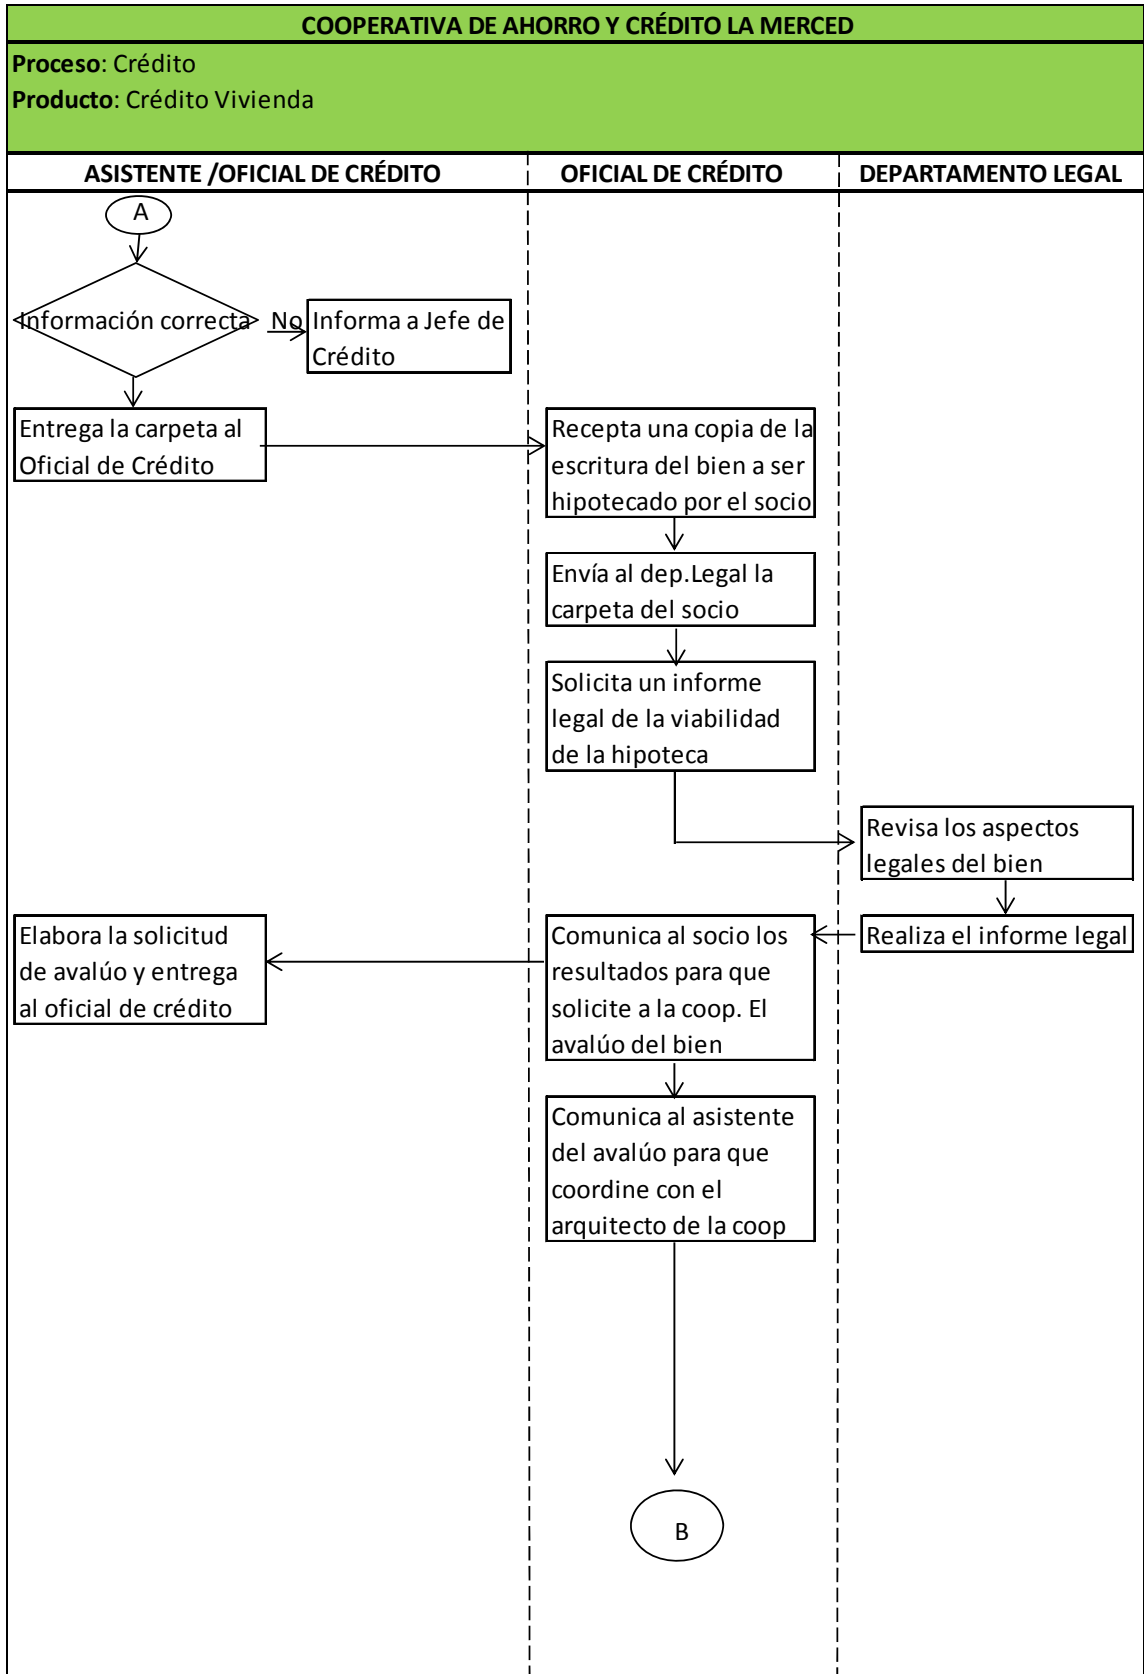 COOPERATIVA DE AHORRO Y CRÉDITO LA MERCED
Proceso: Crédito
Producto: Crédito Vivienda
ASISTENTE /OFICIAL DE CRÉDITO
OFICIAL DE CRÉDITO
DEPARTAMENTO LEGAL
A
Información correcta
No
Informa a Jefe de
Crédito
Entrega la carpeta al
Oficial de Crédito
Recepta una copia de la
escritura del bien a ser
hipotecado por el socio
Envía al dep.Legal la
carpeta del socio
Solicita un informe
legal de la viabilidad
de la hipoteca
Revisa los aspectos
legales del bien
Realiza el informe legal
Comunica al socio los
resultados para que
solicite a la coop. El
avalúo del bien
Elabora la solicitud
de avalúo y entrega
al oficial de crédito
Comunica al asistente
del avalúo para que
coordine con el
arquitecto de la coop
B